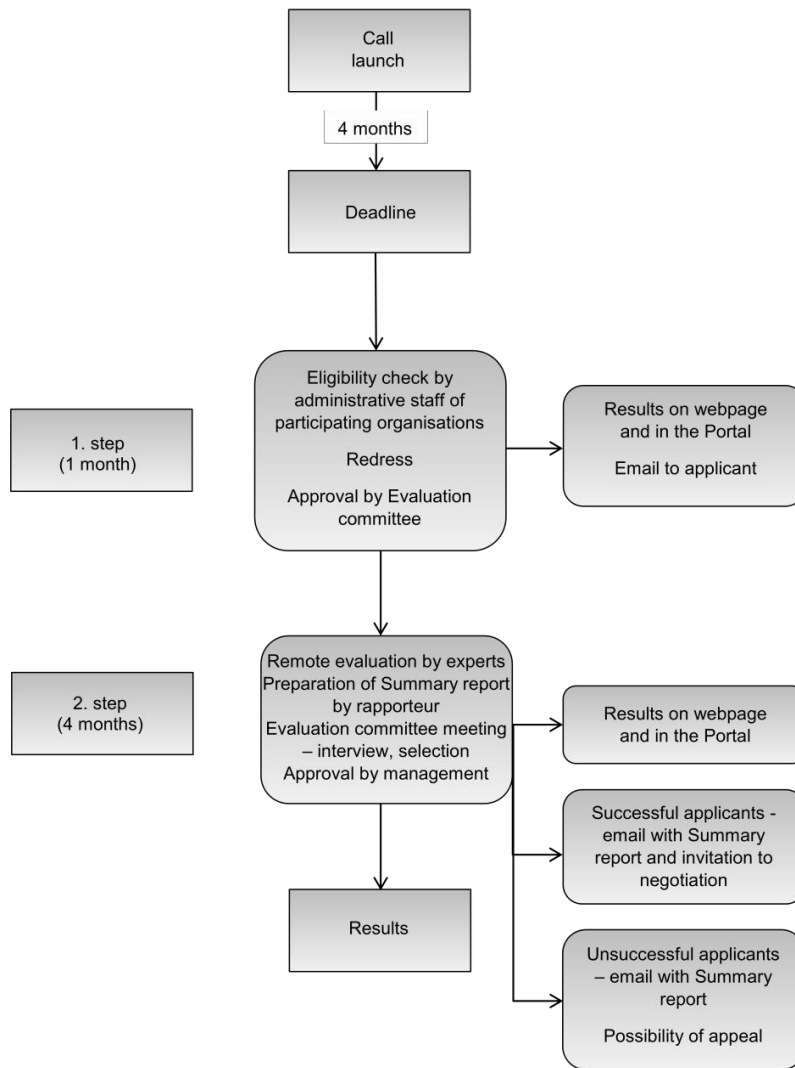 Call
launch
4 months
Deadline
Eligibility check by
administrative staff of
participating organisations
Redress
Approval by Evaluation
committee
Results on webpage
and in the Portal
Email to applicant
1. step
(1 month)
Remote evaluation by experts
Preparation of Summary report
by rapporteur
Evaluation committee meeting
– interview, selection
Approval by management
2. step
(4 months)
Results on webpage
and in the Portal
Successful applicants -
email with Summary
report and invitation to
negotiation
Results
Unsuccessful applicants
– email with Summary
report
Possibility of appeal